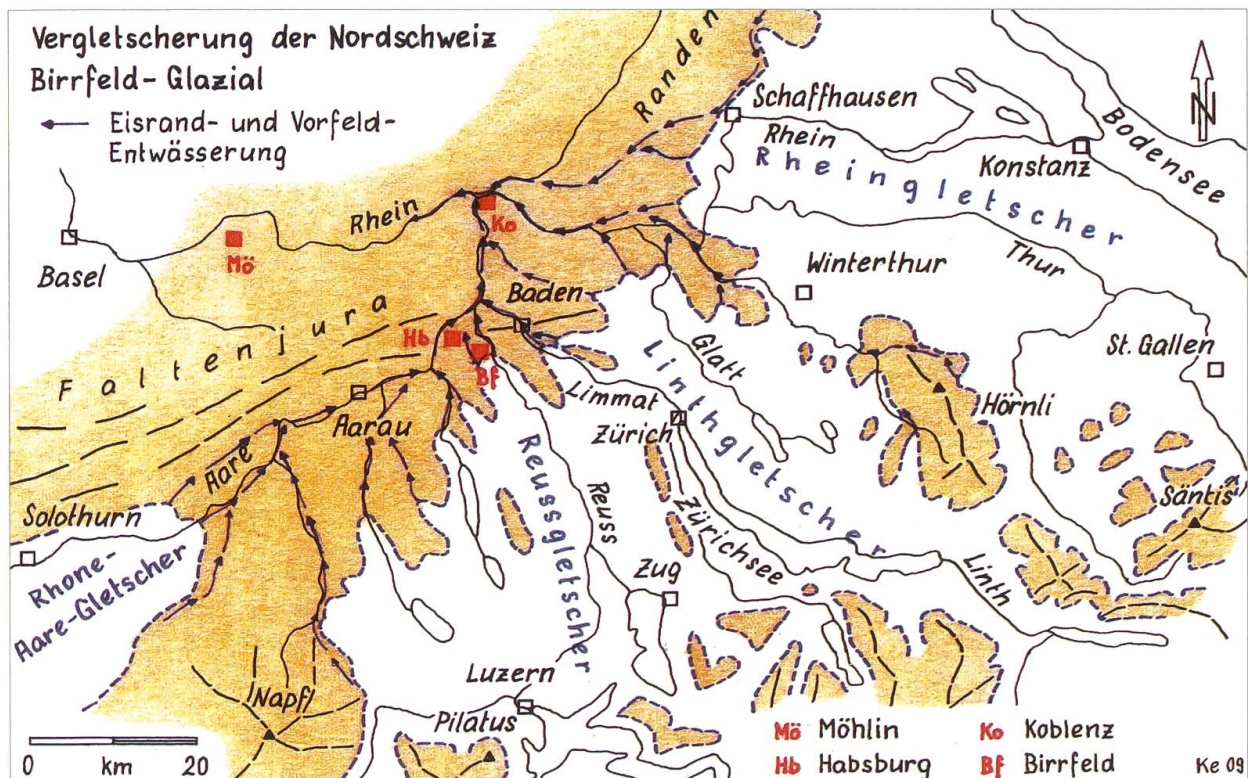 Vergletscherung der Nordschweiz
Birrfeld-Glazial
Eisrand- und Vorfeld-
Entwässerung
Randen
Schaffhausen
Rhein
Konstanz
Bodensee
N
Rheingletscher
Rhein
Ko
Mö
Basel
Thur
Winterthur
Baden
Faltenjura
Hb
Bf
Glatt
St. Gallen
Limmat
Hörnli
Aarau
Zürich
Linthgletscher
Aare
Reussgletscher
Reuss
Säntis
Solothurn
Zürichsee
Rhone-
Aare-Gletscher
Zug
Linth
Napf
Luzern
Pilatus
0 km 20
Mö Möhlin
Ko Koblenz
Hb Habsburg
Bf Birrfeld
Ke 09